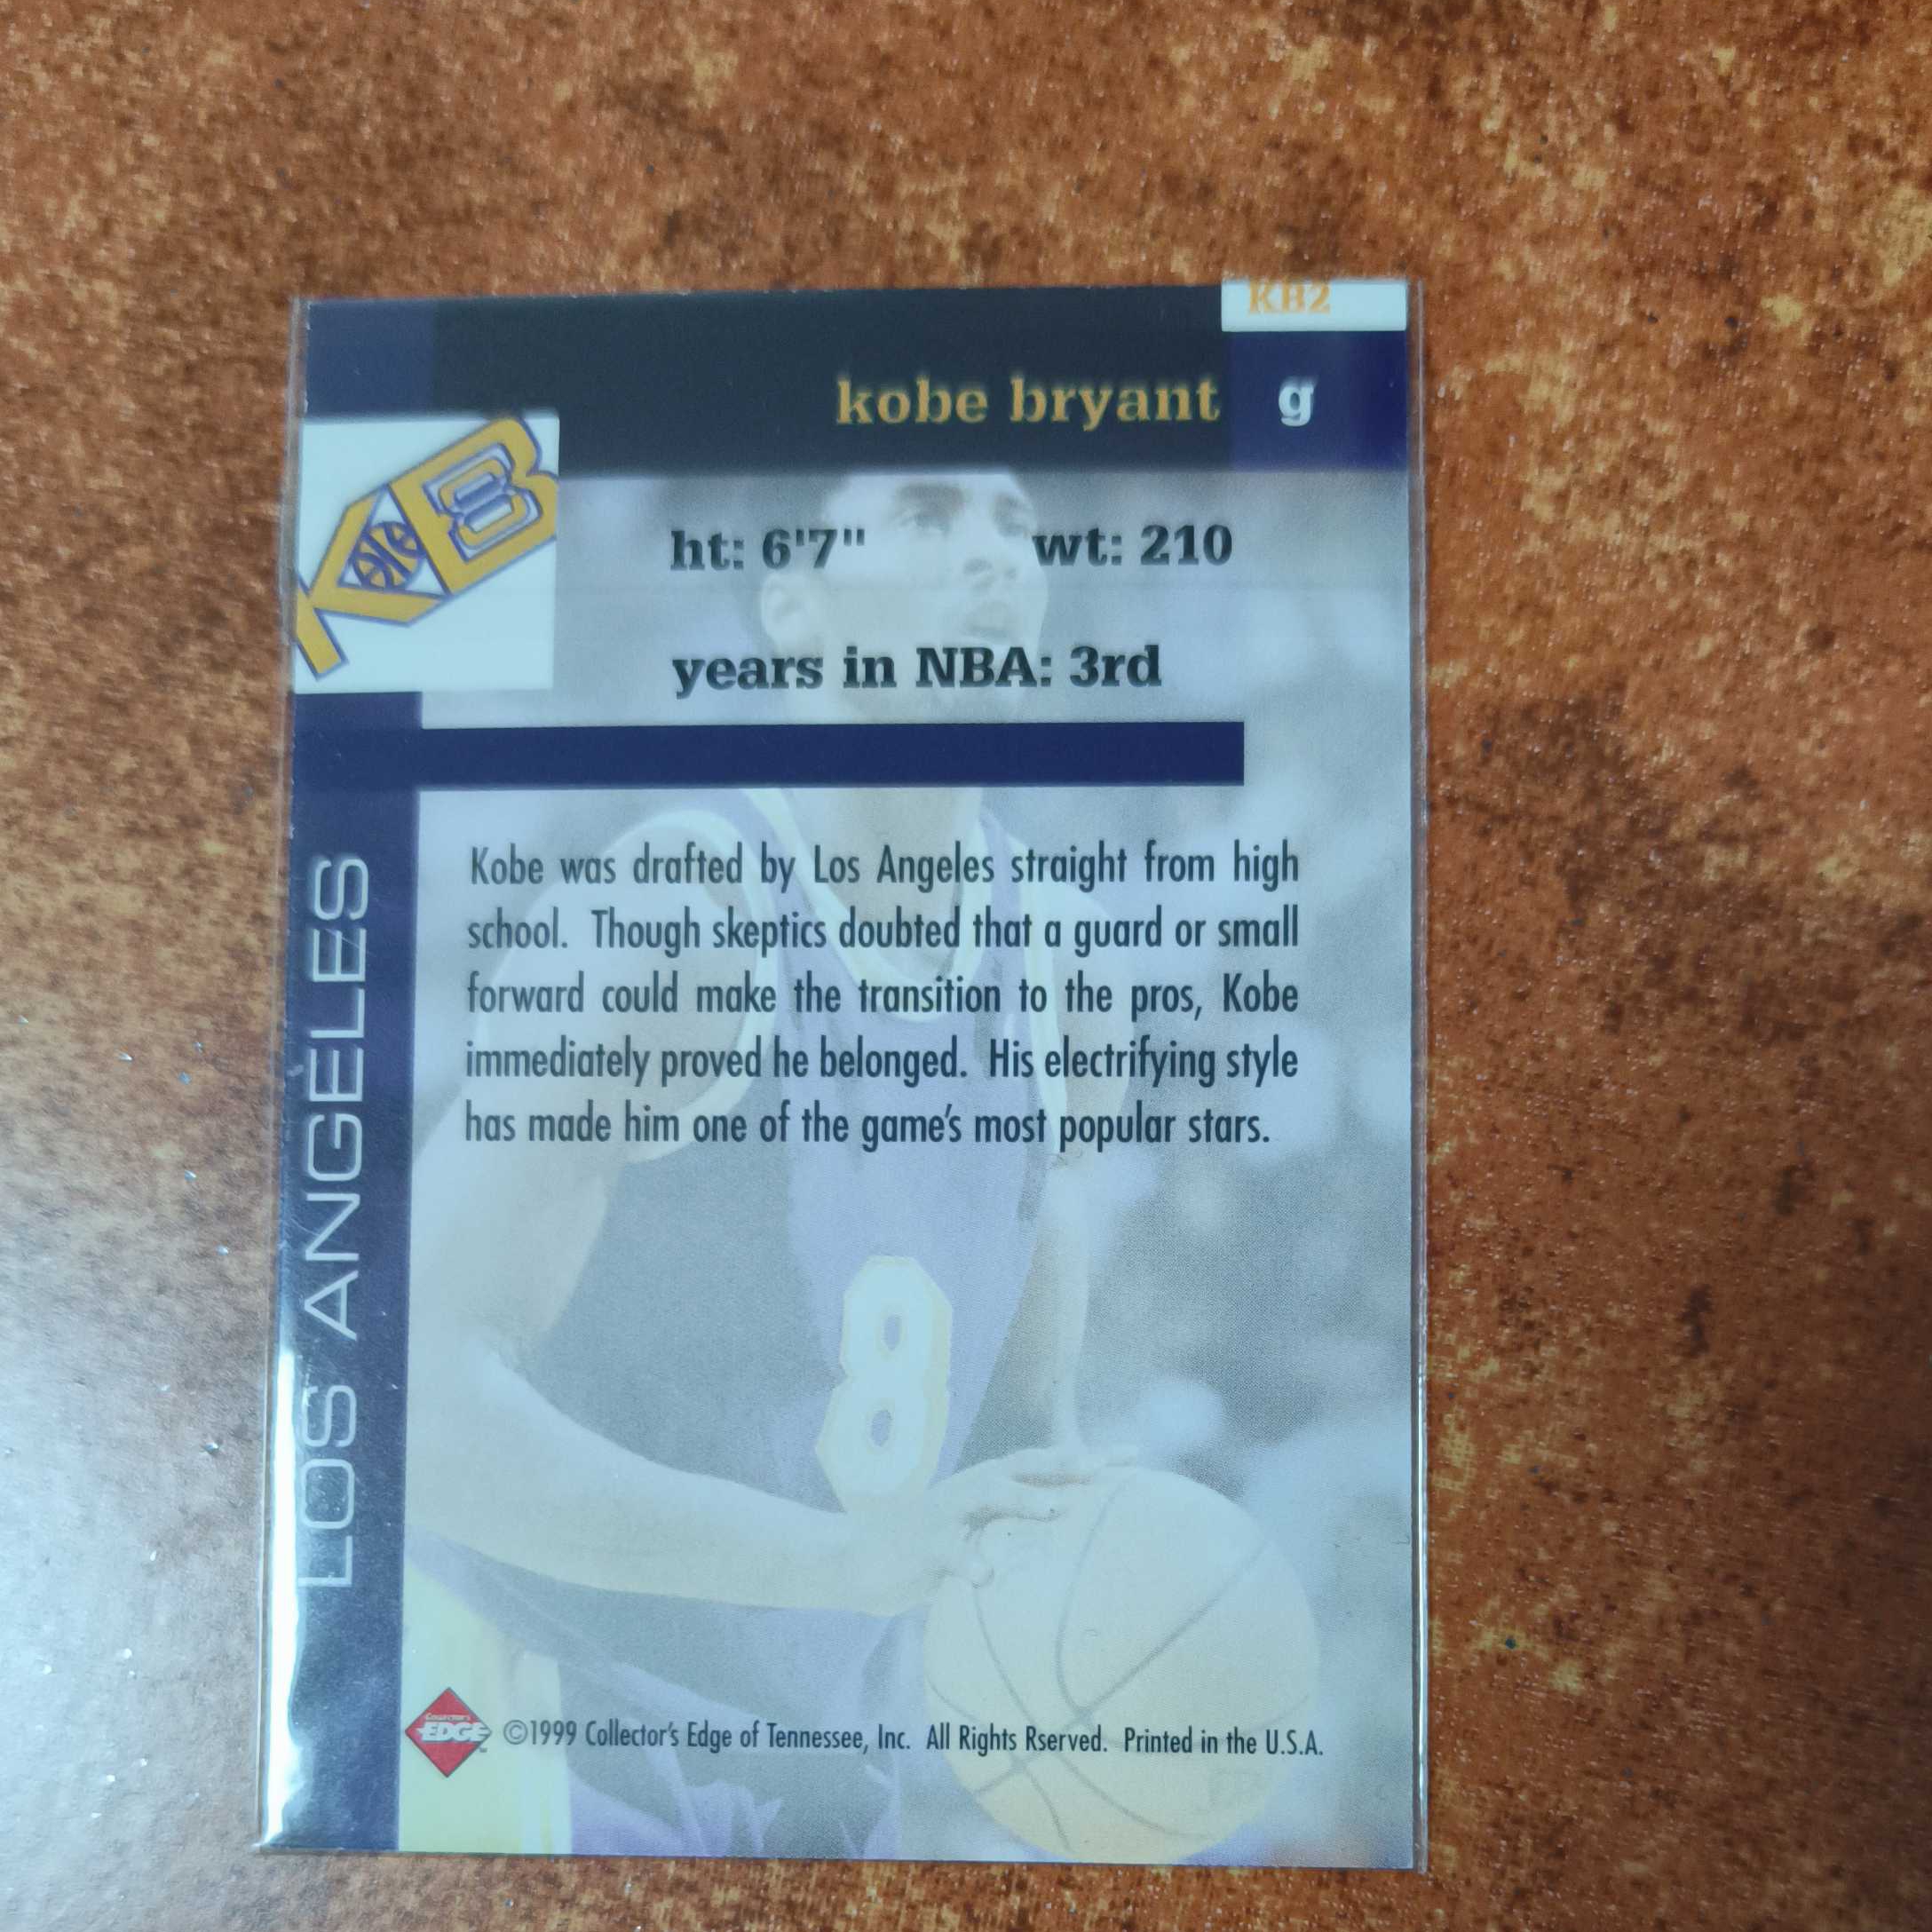 KB2
kobe bryant g
KB8
ht: 6'7" wt: 210
years in NBA: 3rd
LOS ANGELES
Kobe was drafted by Los Angeles straight from high
school. Though skeptics doubted that a guard or small
forward could make the transition to the pros, Kobe
immediately proved he belonged. His electrifying style
has made him one of the game's most popular stars.
8
COLLECTOR'S
EDGE
©1999 Collector's Edge of Tennessee, Inc. All Rights Rserved. Printed in the U.S.A.